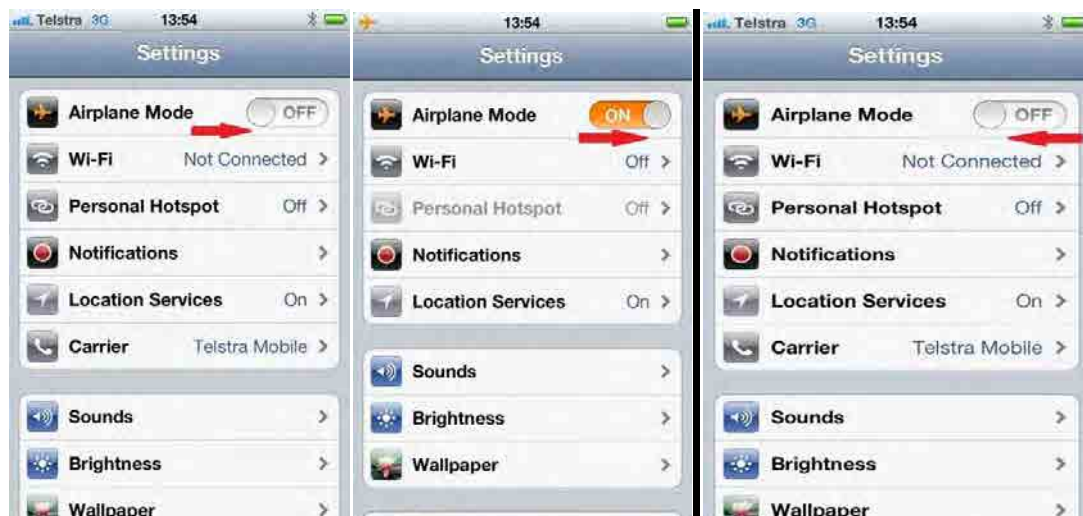 Telstra 3G 13:54
Settings
Airplane Mode OFF
Wi-Fi Not Connected
Personal Hotspot Off
Notifications
Location Services On
Carrier Telstra Mobile
Sounds
Brightness
Wallpaper
13:54
Settings
Airplane Mode ON
Wi-Fi Off
Personal Hotspot Off
Notifications
Location Services On
Sounds
Brightness
Wallpaper
Telstra 3G 13:54
Settings
Airplane Mode OFF
Wi-Fi Not Connected
Personal Hotspot Off
Notifications
Location Services On
Carrier Telstra Mobile
Sounds
Brightness
Wallpaper